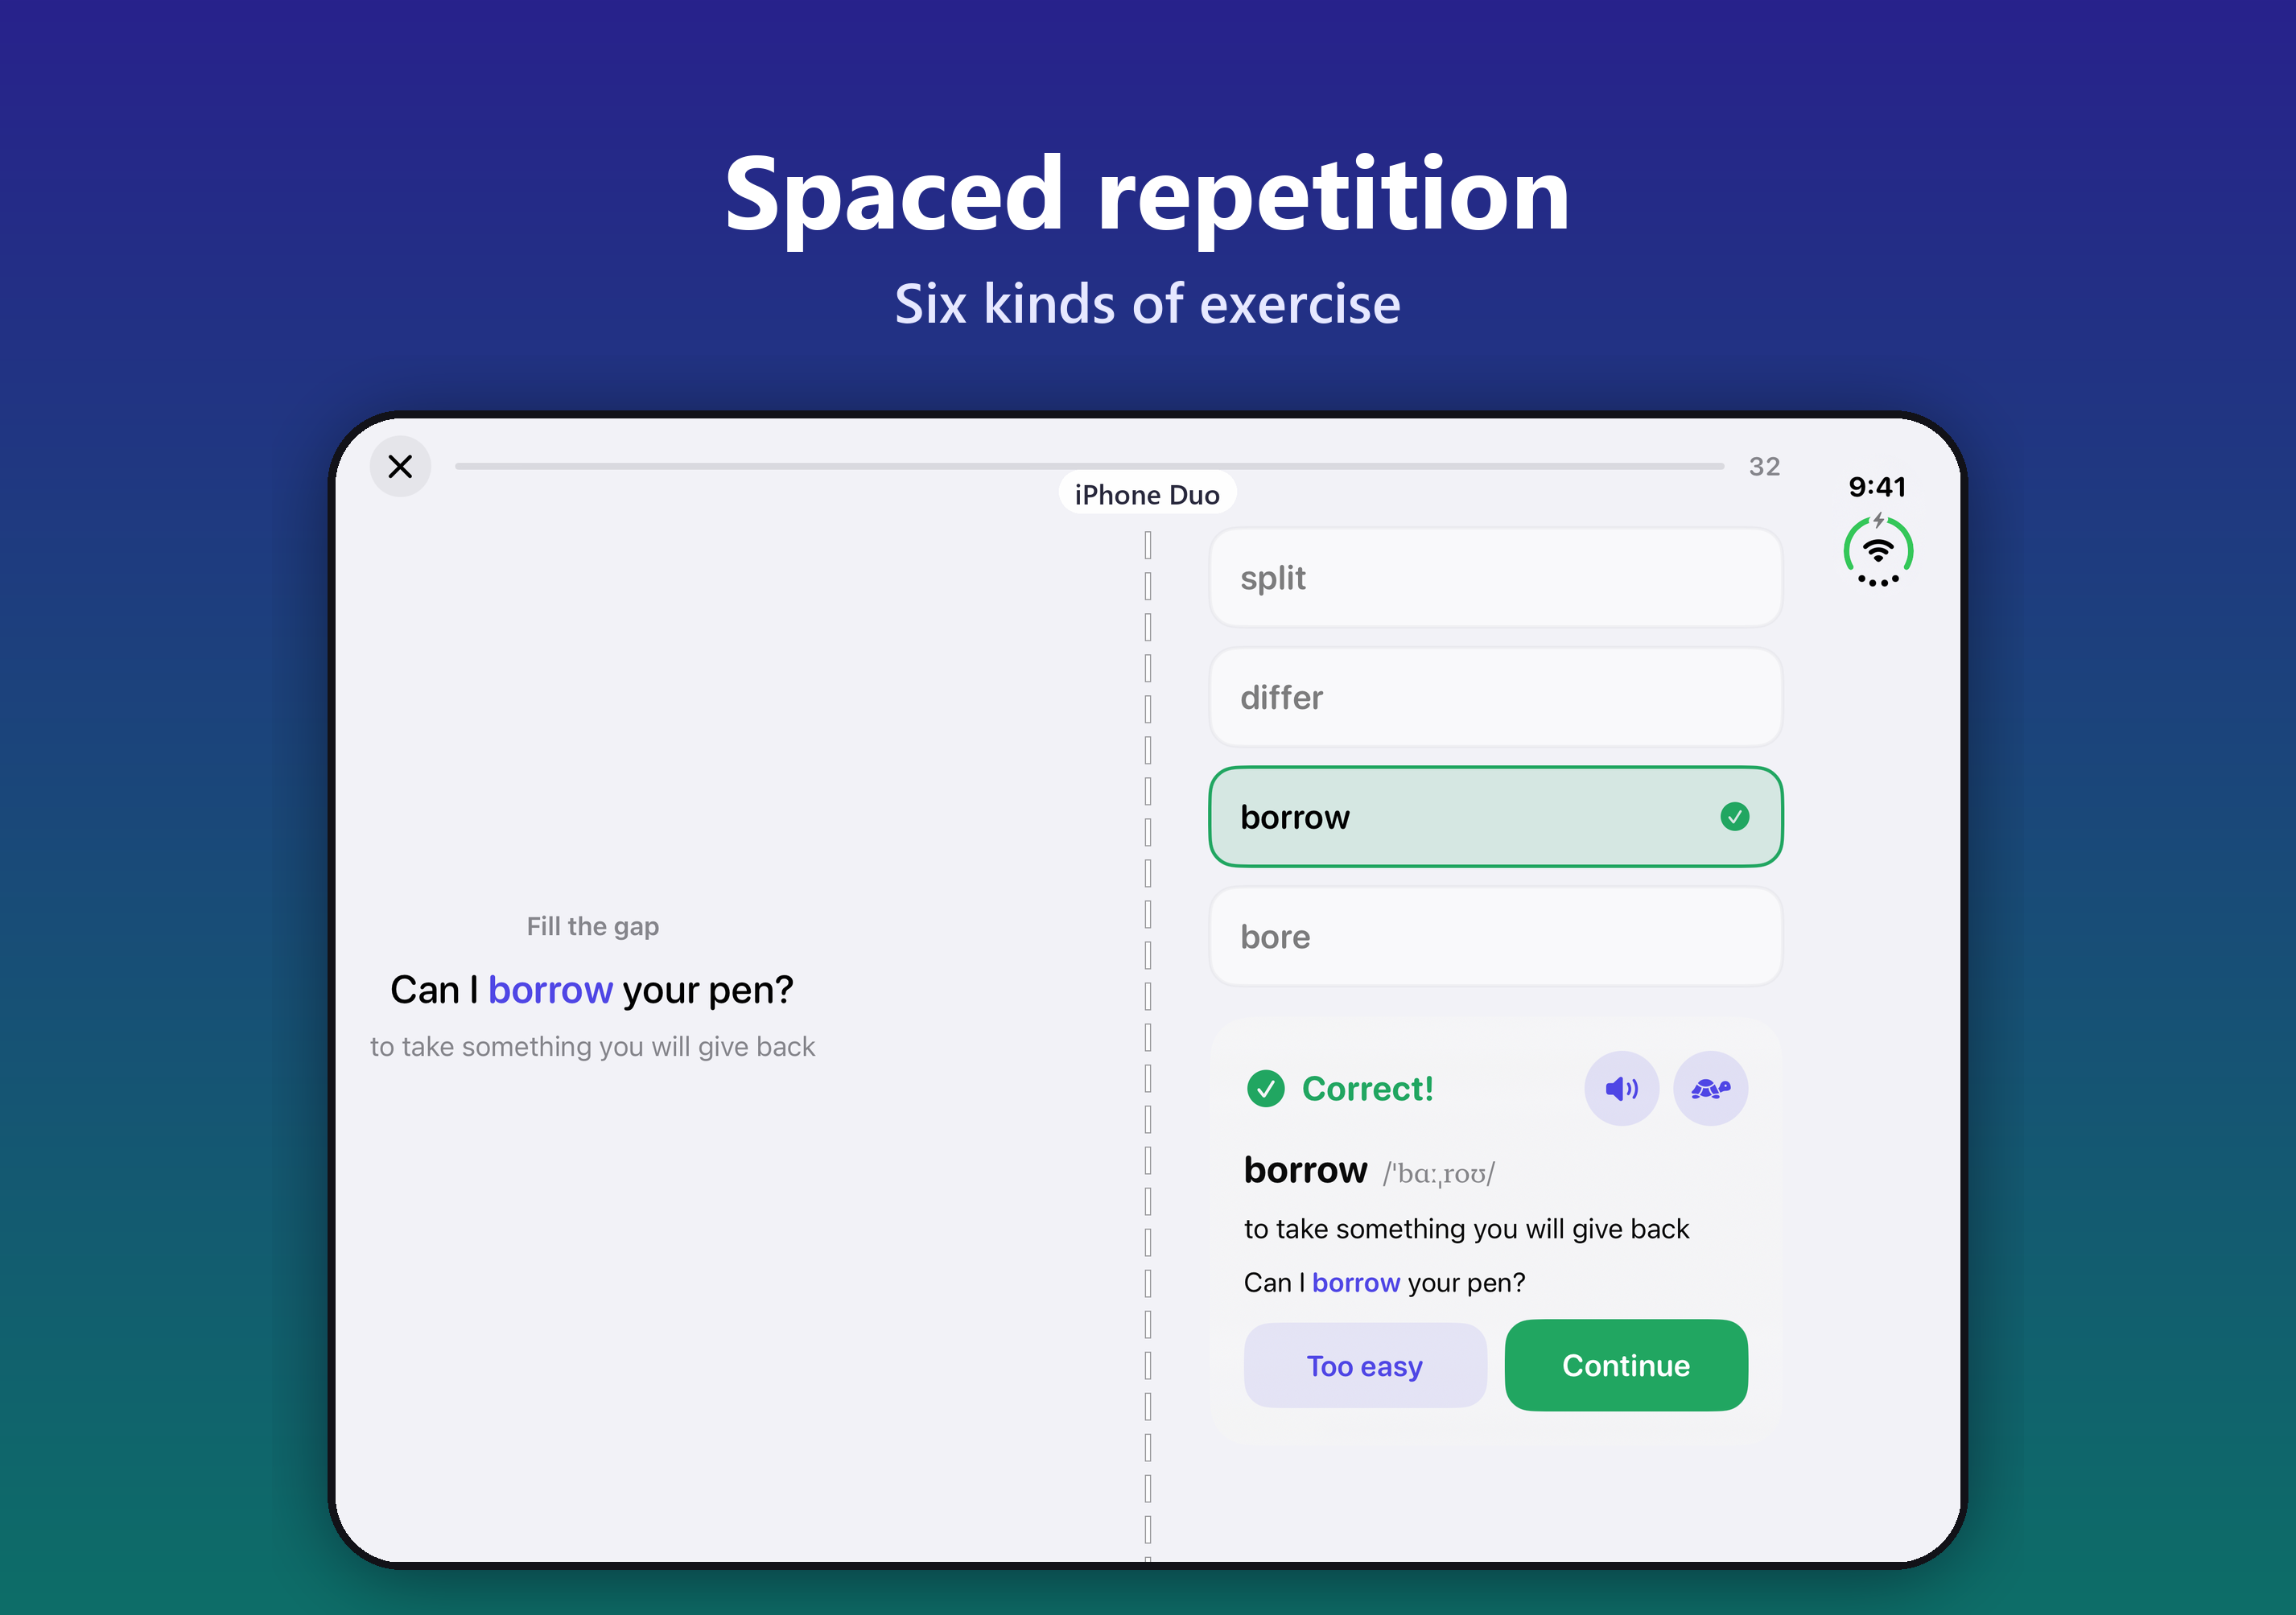 Spaced repetition
Six kinds of exercise
32
9:41
iPhone Duo
Fill the gap
Can I borrow your pen?
to take something you will give back
split
differ
borrow
bore
Correct!
borrow /ˈbɑːˌroʊ/
to take something you will give back
Can I borrow your pen?
Too easy
Continue